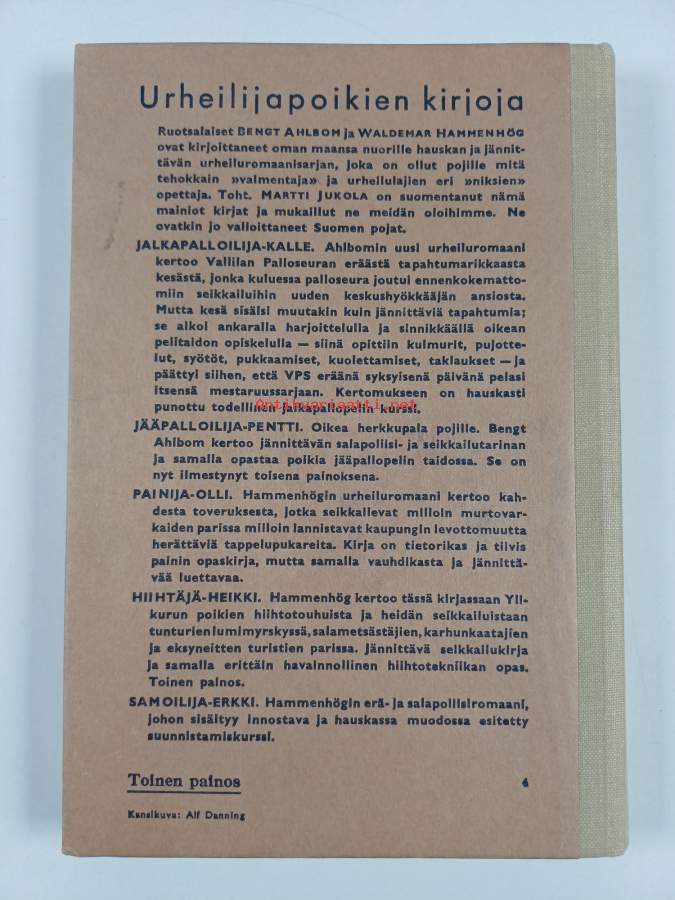 Urheilijapoikien kirjoja
Ruotsalaiset BENGT AHLBOM ja WALDEMAR HAMMENHÖG
ovat kirjoittaneet oman maansa nuorille hauskan ja jännit-
tävän urheiluromaanisarjan, joka on ollut pojille mitä
tehokkain »valmentaja» ja urheilulajien eri »niksien»
opettaja. Toht. MARTTI JUKOLA on suomentanut nämä
mainiot kirjat ja mukaillut ne meidän oloihimme. Ne
ovatkin jo valloittaneet Suomen pojat.
JALKAPALLOILIJA-KALLE. Ahlbomin uusi urheiluromaani
kertoo Vallilan Palloseuran eräästä tapahtumarikkaasta
kesästä, jonka kuluessa palloseura joutui ennenkokematto-
miin seikkailuihin uuden keskushyökkääjän ansiosta.
Mutta kesä sisälsi muutakin kuin jännittäviä tapahtumia;
se alkoi ankaralla harjoittelulla ja sinnikkäällä oikean
pelitaidon opiskelulla — siinä opittiin kulmurit, pujotte-
lut, syötöt, pukkaamiset, kuolettamiset, taklaukset — ja
päättyi siihen, että VPS eräänä syksyisenä päivänä pelasi
itsensä mestaruussarjaan. Kertomukseen on hauskasti
punottu todellinen jalkapallopelin kurssi.
Antikvariaatti.net
JÄÄPALLOILIJA-PENTTI. Oikea herkkupala pojille. Bengt
Ahlbom kertoo jännittävän salapoliisi- ja seikkailutarinan
ja samalla opastaa poikia jääpallopelin taidossa. Se on
nyt ilmestynyt toisena painoksena.
PAINIJA-OLLI. Hammenhögin urheiluromaani kertoo kah-
desta toveruksesta, jotka seikkailevat milloin murtovar-
kaiden parissa milloin lannistavat kaupungin levottomuutta
herättäviä tappelupukareita. Kirja on tietorikas ja tiivis
painin opaskirja, mutta samalla vauhdikasta ja jännittä-
vää luettavaa.
HIIHTÄJÄ-HEIKKI. Hammenhög kertoo tässä kirjassaan Yli-
kurun poikien hiihtotouhuista ja heidän seikkailuistaan
tunturien lumimyrskyssä, salametsästäjien, karhunkaatajien
ja eksyneitten turistien parissa. Jännittävä seikkailukirja
ja samalla erittäin havainnollinen hiihtotekniikan opas.
Toinen painos.
SAMOILIJA-ERKKI. Hammenhögin erä- ja salapoliisiromaani,
johon sisältyy innostava ja hauskassa muodossa esitetty
suunnistamiskurssi.
Toinen painos 4
Kansikuva: Alf Danning